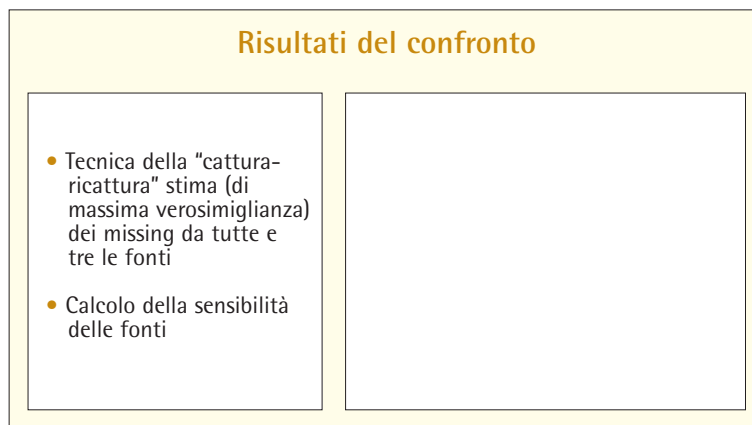 Risultati del confronto
• Tecnica della "cattura-
ricattura" stima (di
massima verosimiglianza)
dei missing da tutte e
tre le fonti
• Calcolo della sensibilità
delle fonti